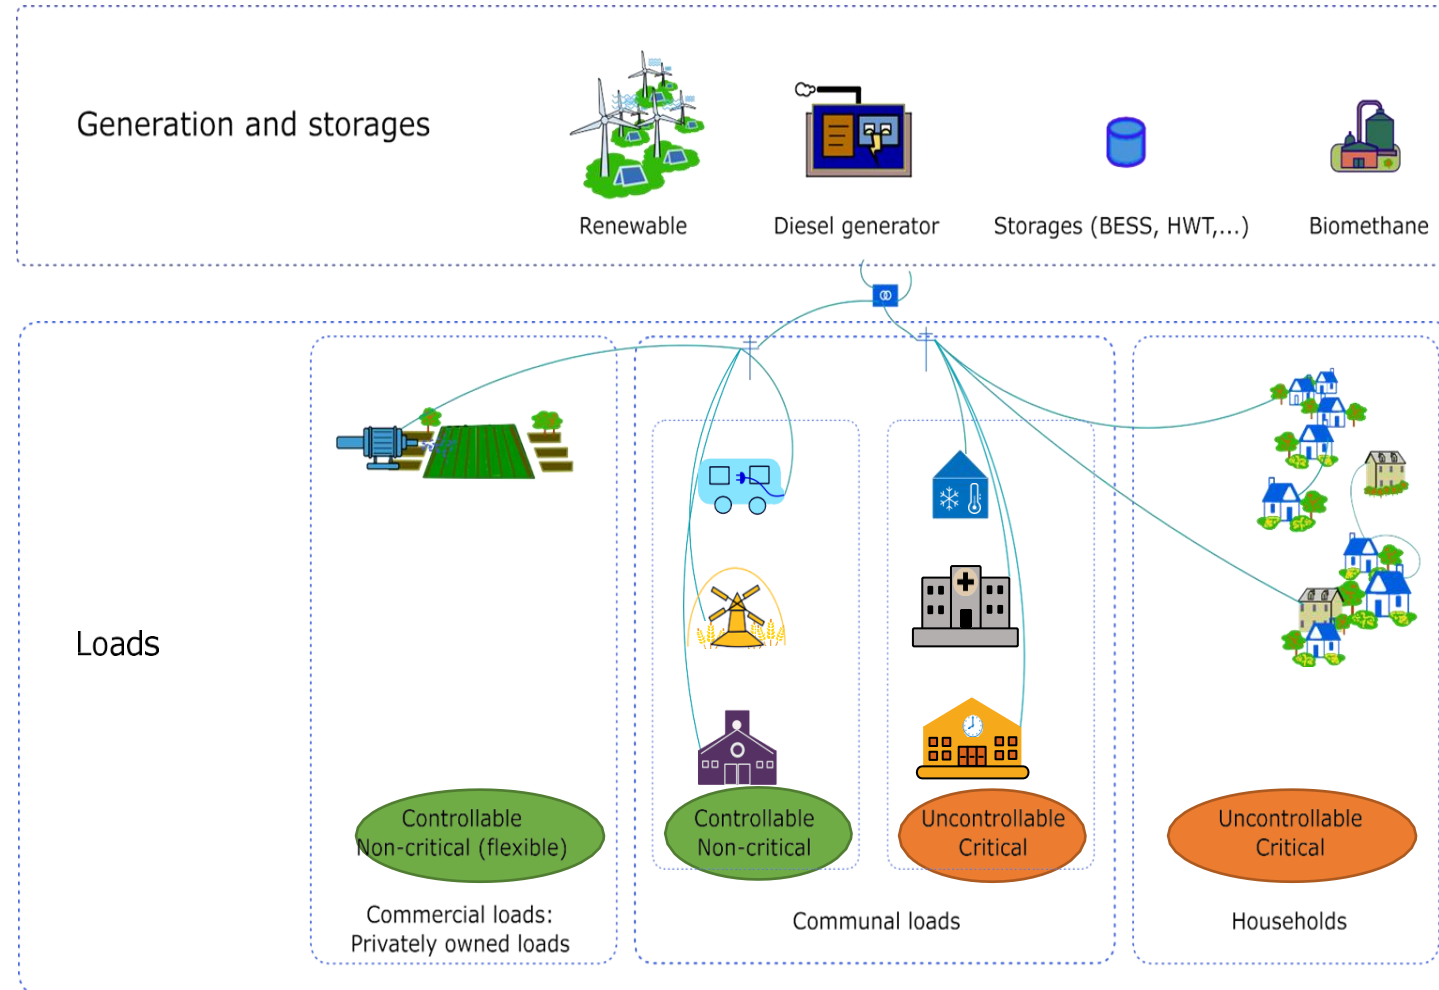 Generation and storages
Renewable
Diesel generator
Storages (BESS, HWT,...)
Biomethane
Loads
Controllable
Non-critical (flexible)
Commercial loads:
Privately owned loads
Controllable
Non-critical
Uncontrollable
Critical
Communal loads
Uncontrollable
Critical
Households